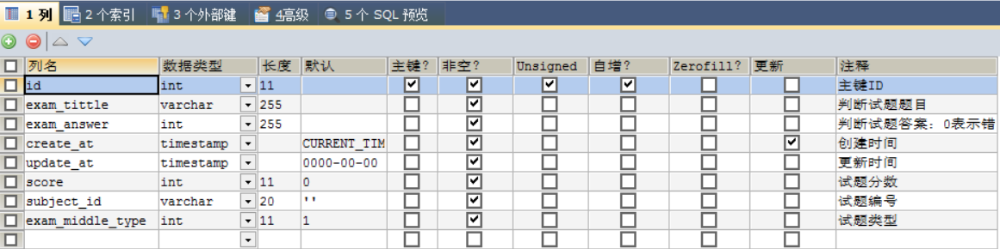 1 列 2 个索引 3 个外部键 4高级 5 个 SQL 预览
列名 数据类型 长度 默认 主键? 非空? Unsigned 自增? Zerofill? 更新 注释
id int 11 主键ID
exam_tittle varchar 255 判断试题题目
exam_answer int 255 判断试题答案：0表示错
create_at timestamp CURRENT_TIM 创建时间
update_at timestamp 0000-00-00 更新时间
score int 11 0 试题分数
subject_id varchar 20 '' 试题编号
exam_middle_type int 11 1 试题类型